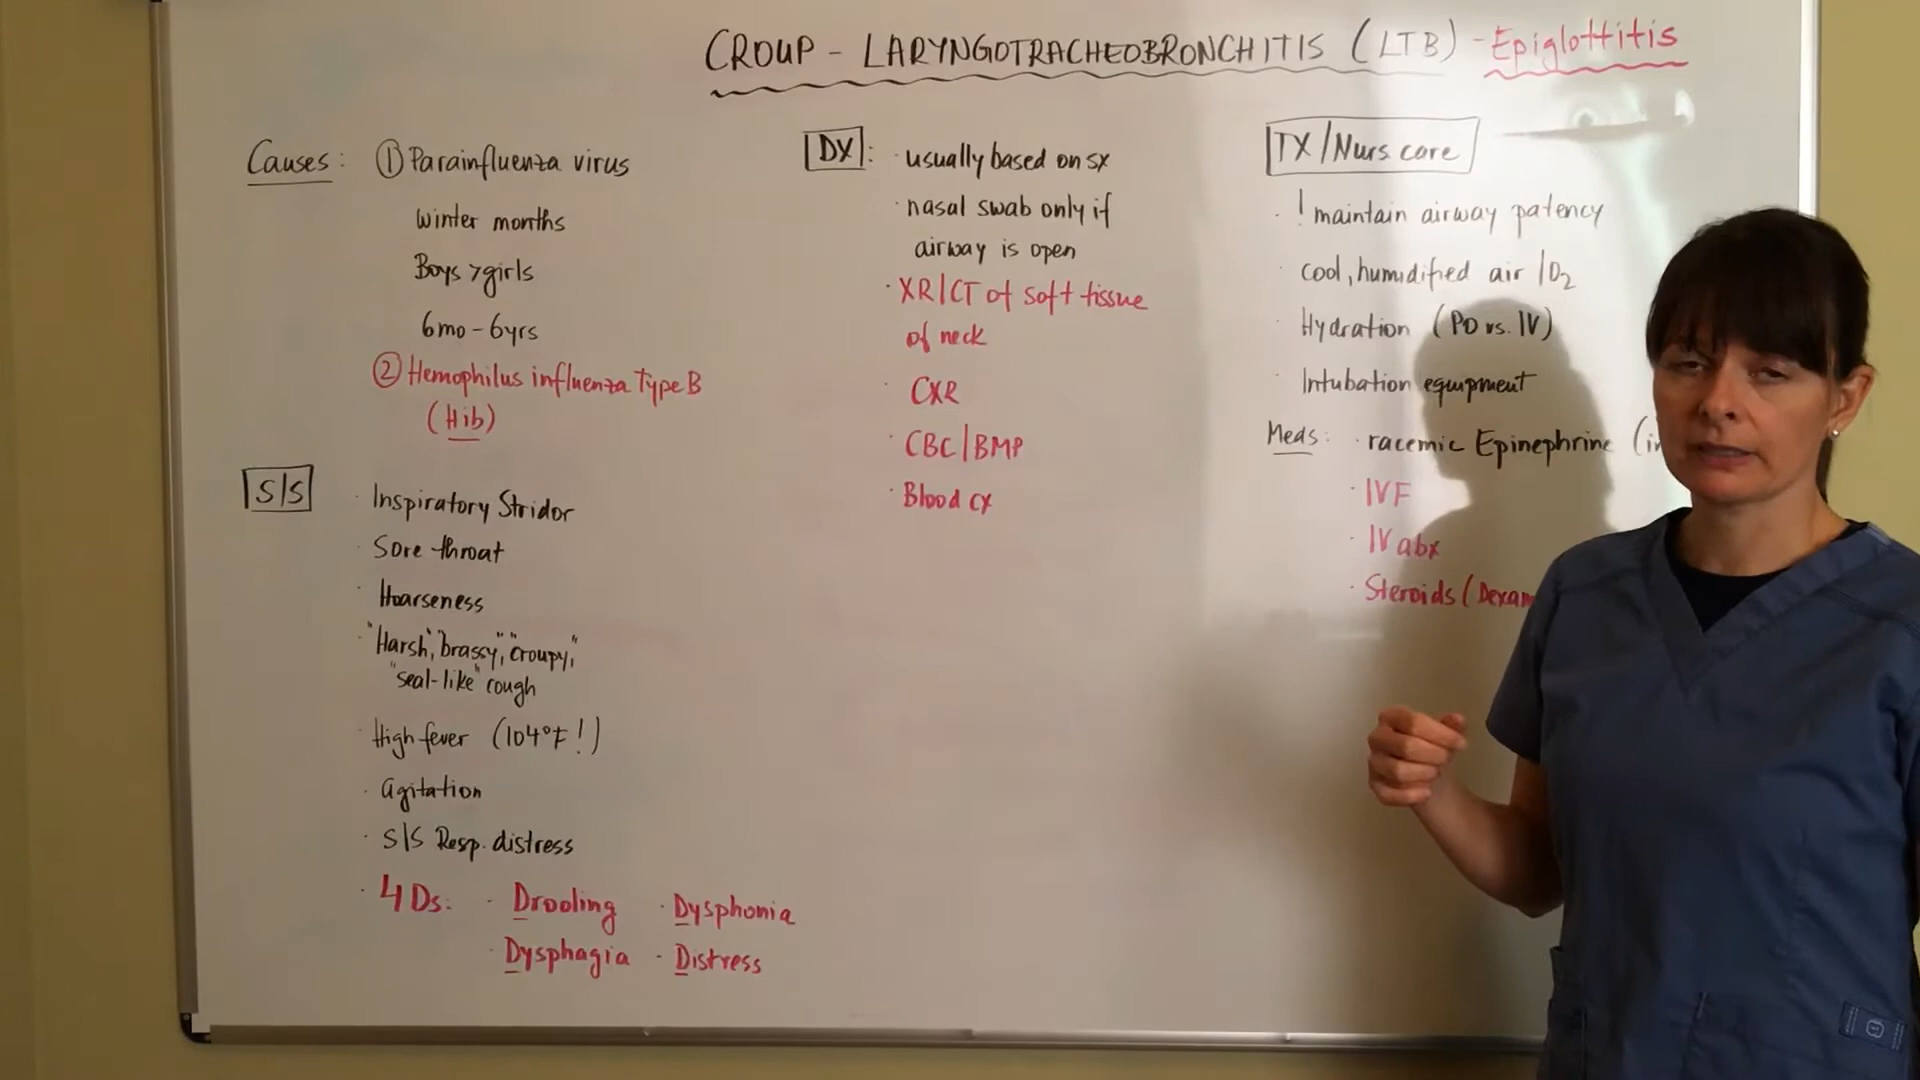 CROUP - LARYNGOTRACHEOBRONCHITIS (LTB) - Epiglottitis
Causes: ① Parainfluenza virus
winter months
Boys > girls
6mo - 6yrs
② Hemophilus influenza Type B
(Hib)
S/S
· Inspiratory Stridor
· Sore throat
· Hoarseness
· "Harsh", "brassy", "croupy,"
"seal-like" cough
· High fever (104°F!)
· agitation
· S/S Resp. distress
· 4 Ds: · Drooling · Dysphonia
· Dysphagia · Distress
DX: · usually based on sx
· nasal swab only if
airway is open
· XR/CT of soft tissue
of neck
· CXR
· CBC/BMP
· Blood cx
TX/Nurs care
· ! maintain airway patency
· cool, humidified air /O₂
· Hydration (PO vs. IV)
· Intubation equipment
Meds: · racemic Epinephrine (
· IVF
· IV abx
· Steroids (Dexam